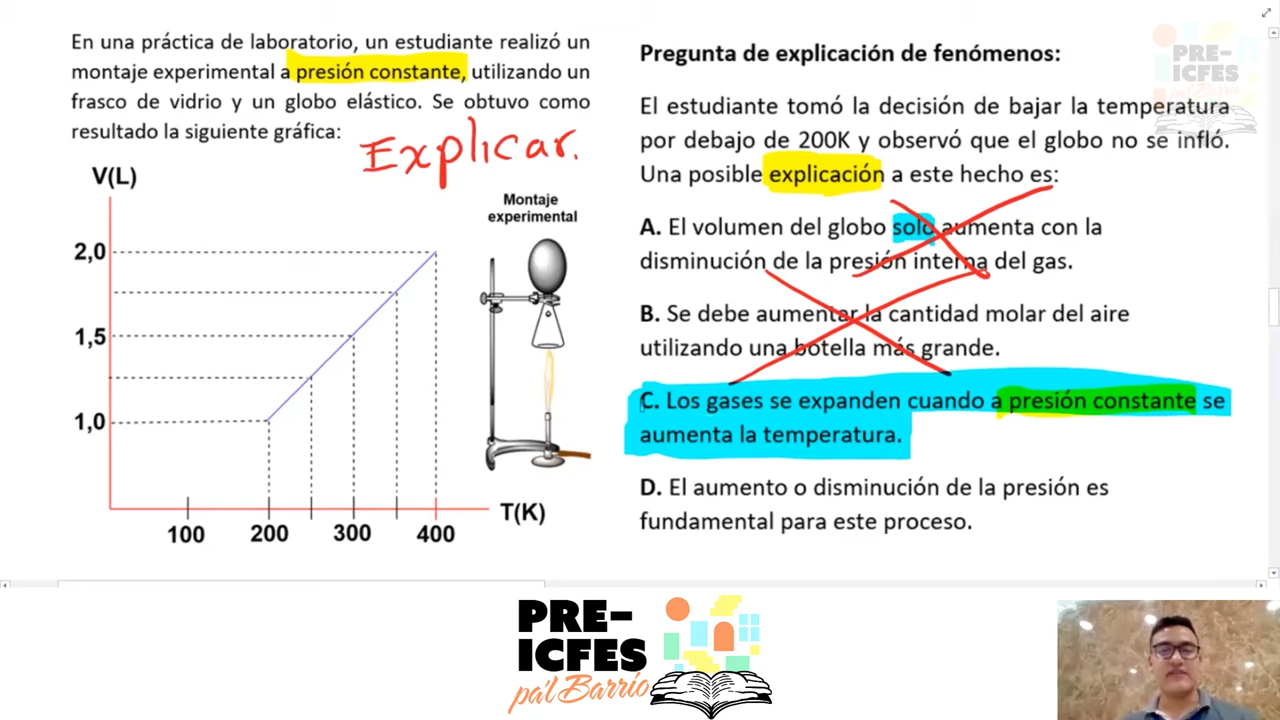 En una práctica de laboratorio, un estudiante realizó un
montaje experimental a presión constante, utilizando un
frasco de vidrio y un globo elástico. Se obtuvo como
resultado la siguiente gráfica:
Explicar.
V(L)
2,0
1,5
1,0
100 200 300 400
T(K)
Montaje
experimental
Pregunta de explicación de fenómenos:
El estudiante tomó la decisión de bajar la temperatura
por debajo de 200K y observó que el globo no se infló.
Una posible explicación a este hecho es:
A. El volumen del globo solo aumenta con la
disminución de la presión interna del gas.
B. Se debe aumentar la cantidad molar del aire
utilizando una botella más grande.
C. Los gases se expanden cuando a presión constante se
aumenta la temperatura.
D. El aumento o disminución de la presión es
fundamental para este proceso.
PRE-
ICFES
pa'l Barrio
PRE-
ICFES
pa'l Barrio